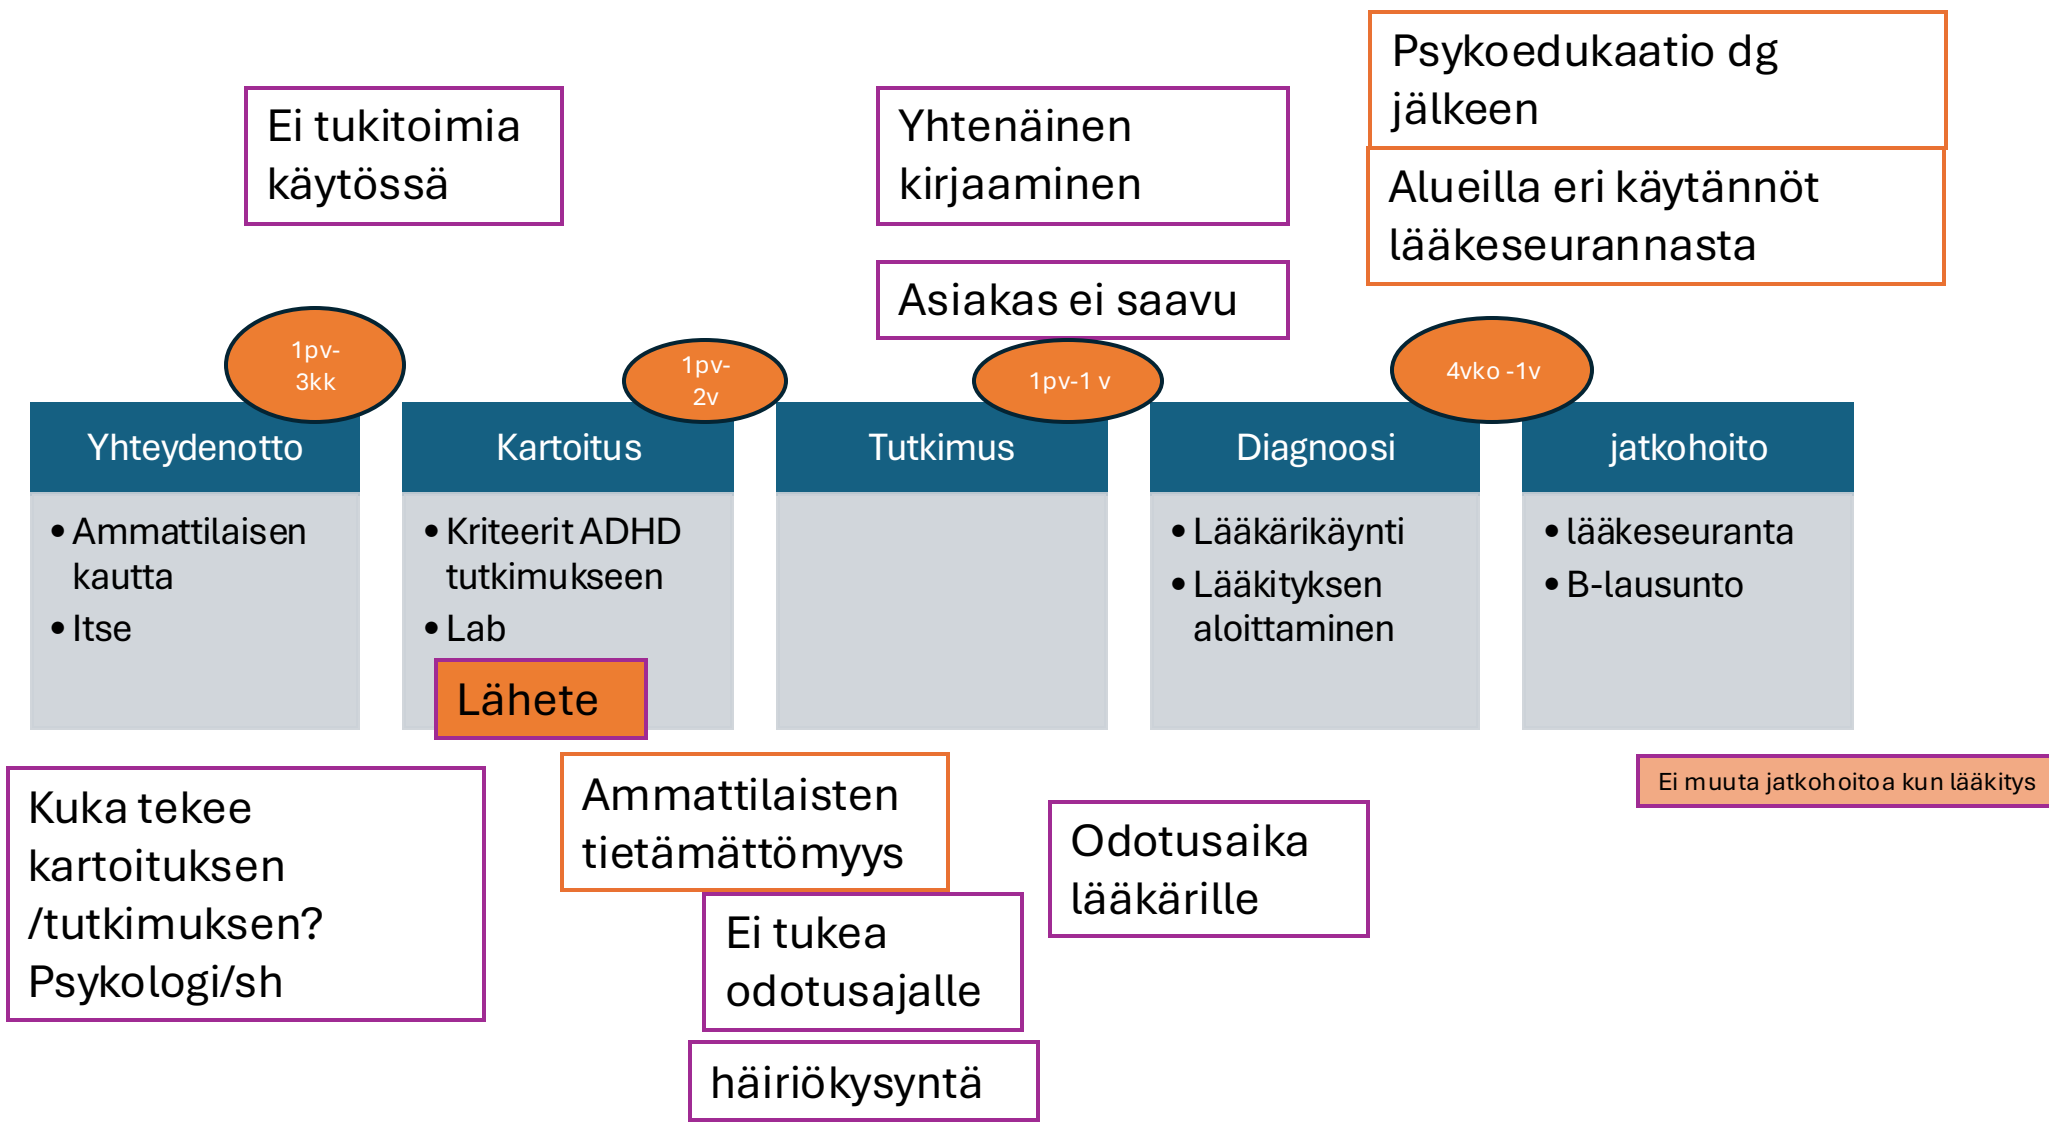 Psykoedukaatio dg
jälkeen
Ei tukitoimia
käytössä
Yhtenäinen
kirjaaminen
Alueilla eri käytännöt
lääkeseurannasta
Asiakas ei saavu
1pv-
3kk
1pv-
2v
1pv-1 v
4vko -1v
Yhteydenotto
• Ammattilaisen
kautta
• Itse
Kartoitus
• Kriteerit ADHD
tutkimukseen
• Lab
Lähete
Tutkimus
Diagnoosi
• Lääkärikäynti
• Lääkityksen
aloittaminen
jatkohoito
• lääkeseuranta
• B-lausunto
Kuka tekee
kartoituksen
/tutkimuksen?
Psykologi/sh
Ammattilaisten
tietämättömyys
Ei tukea
odotusajalle
häiriökysyntä
Odotusaika
lääkärille
Ei muuta jatkohoitoa kun lääkitys